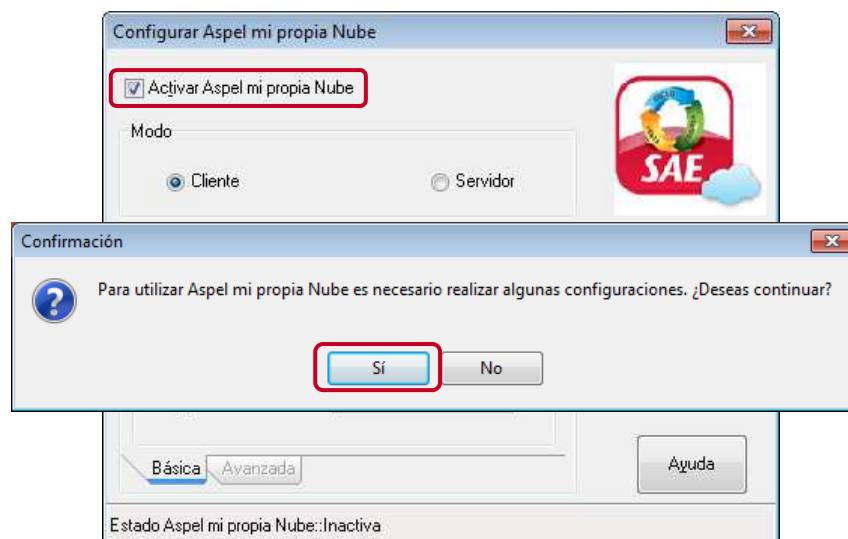 Configurar Aspel mi propia Nube
Activar Aspel mi propia Nube
Modo
Cliente
Servidor
SAE
Confirmación
Para utilizar Aspel mi propia Nube es necesario realizar algunas configuraciones. ¿Deseas continuar?
Sí
No
Básica
Avanzada
Ayuda
Estado Aspel mi propia Nube::Inactiva